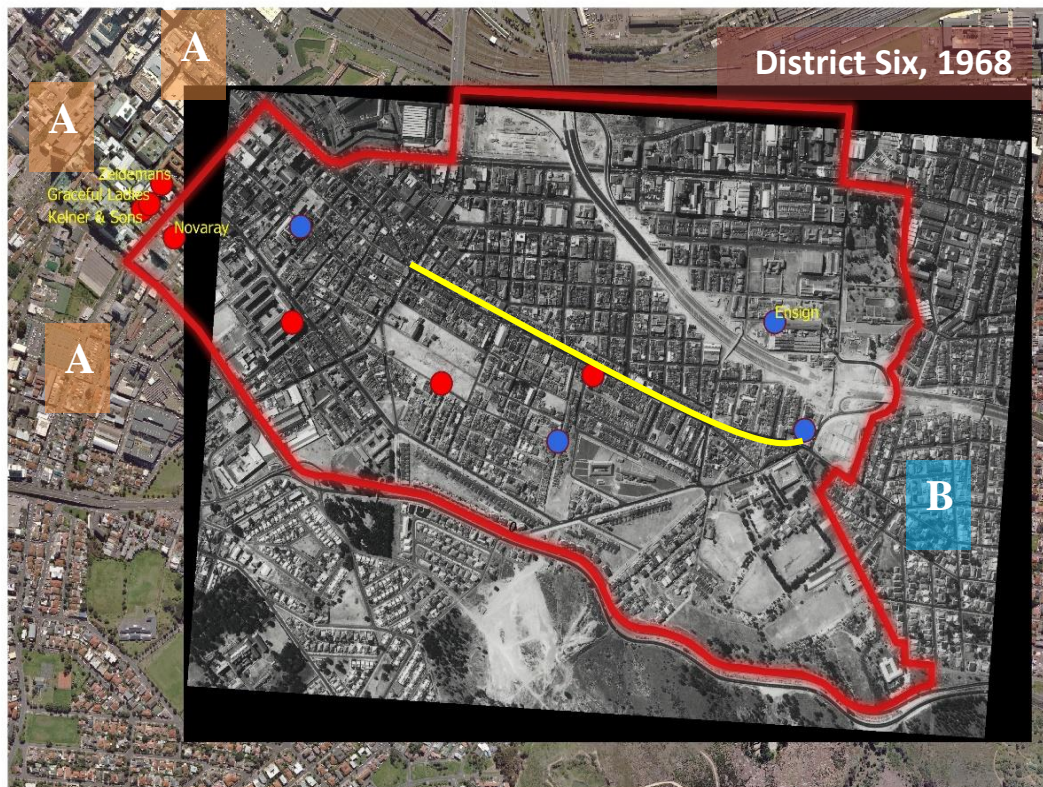 A
District Six, 1968
A
Zeidemans
Graceful Ladies
Kelner & Sons
Novaray
Ensign
A
B